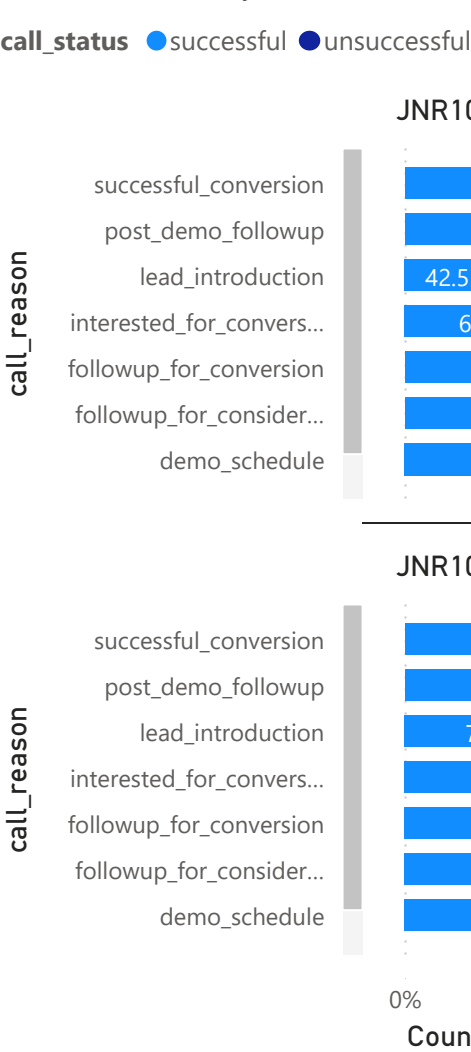 call_status successful unsuccessful
JNR10
successful_conversion
post_demo_followup
lead_introduction 42.5
interested_for_convers... 6
followup_for_conversion
followup_for_consider...
demo_schedule
call_reason
JNR10
successful_conversion
post_demo_followup
lead_introduction 7
interested_for_convers...
followup_for_conversion
followup_for_consider...
demo_schedule
call_reason
0%
Coun